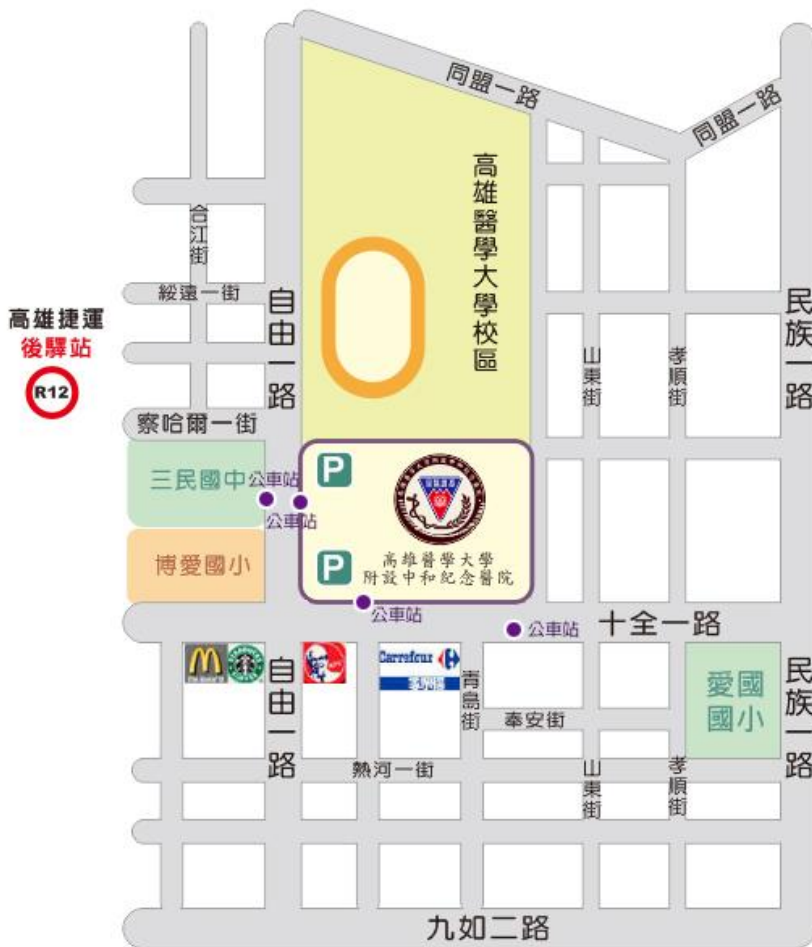 同盟一路
同盟一路
高雄醫學大學校區
合江街
綏遠一街
自由一路
民族一路
高雄捷運
後驛站
R12
山東街
孝順街
察哈爾一街
三民國中
公車站
公車站
P
P
高雄醫學大學
附設中和紀念醫院
博愛國小
公車站
公車站
十全一路
自由一路
KFC
Carrefour
青島街
愛國
國小
民族一路
奉安街
熱河一街
山東街
孝順街
九如二路